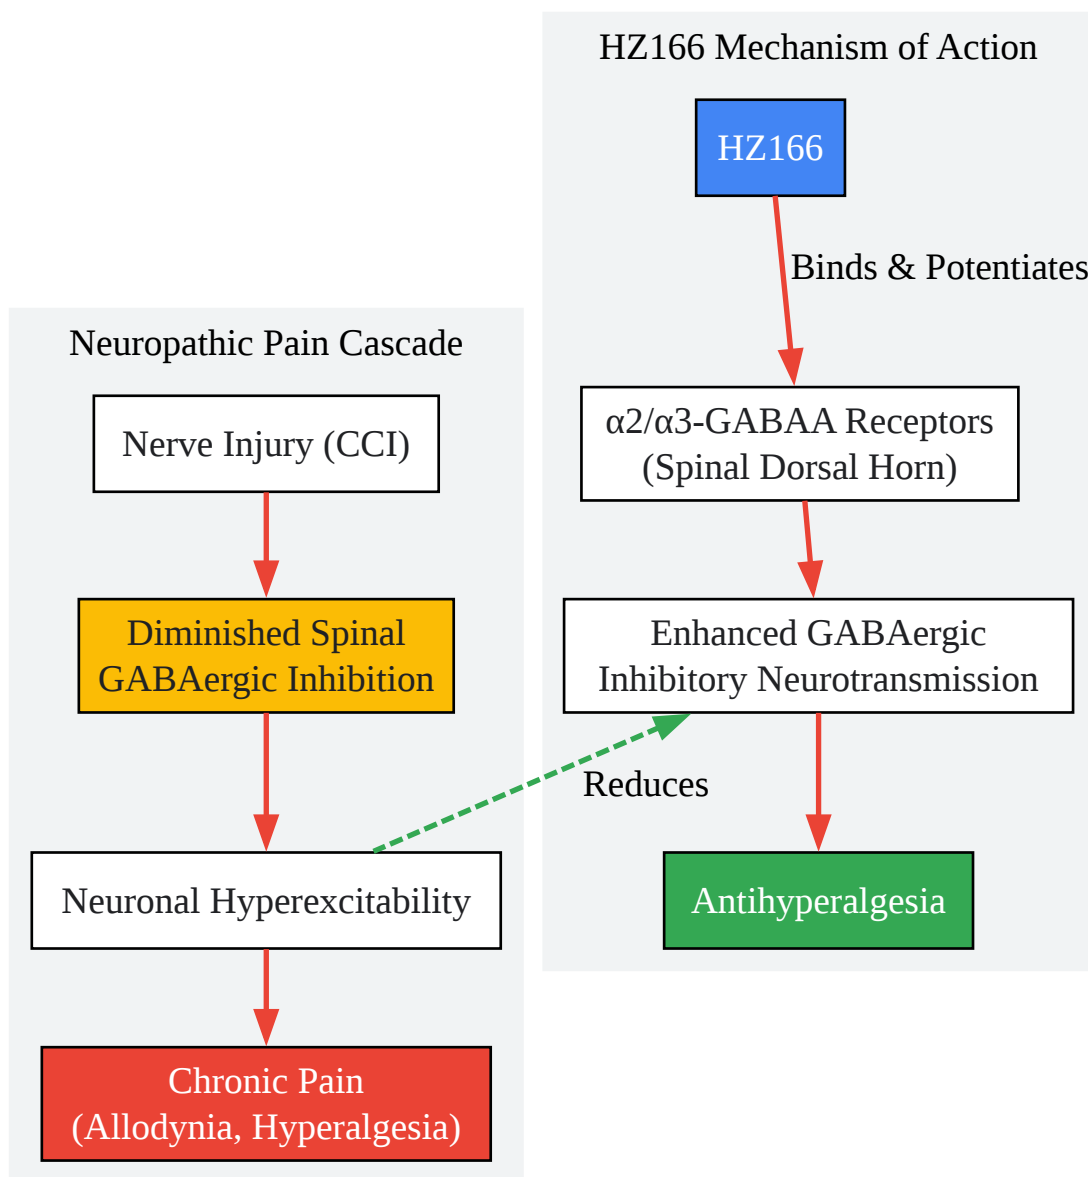 Neuropathic Pain Cascade
Nerve Injury (CCI)
Diminished Spinal
GABAergic Inhibition
Neuronal Hyperexcitability
Chronic Pain
(Allodynia, Hyperalgesia)
HZ166 Mechanism of Action
HZ166
Binds & Potentiates
α2/α3-GABAA Receptors
(Spinal Dorsal Horn)
Enhanced GABAergic
Inhibitory Neurotransmission
Reduces
Antihyperalgesia